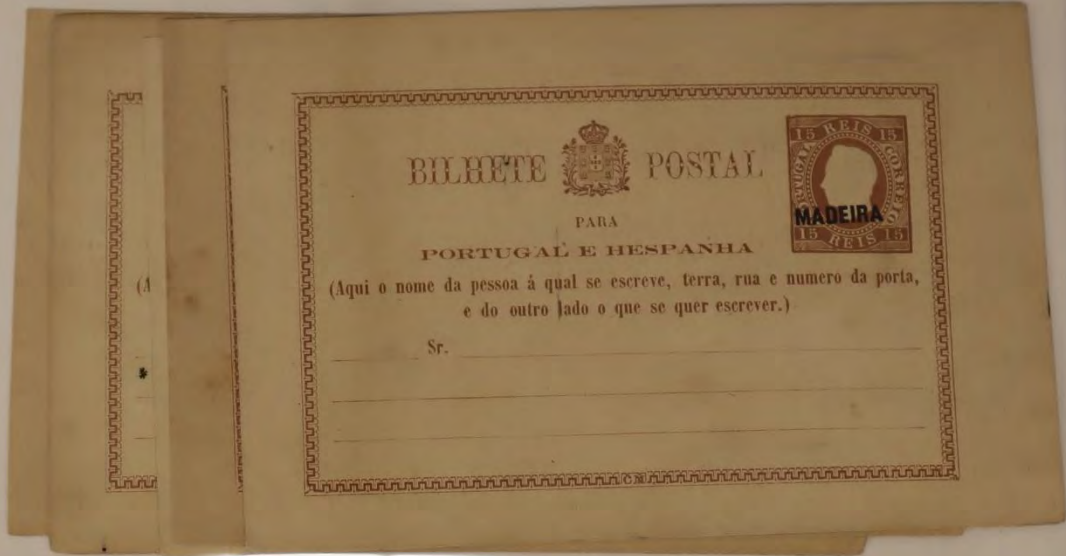 BILHETE POSTAL
15 REIS 15
PORTUGAL CORREIO
MADEIRA
15 REIS 15
PARA
PORTUGAL E HESPANHA
(Aqui o nome da pessoa á qual se escreve, terra, rua e numero da porta,
e do outro lado o que se quer escrever.)
Sr.
C M
(A